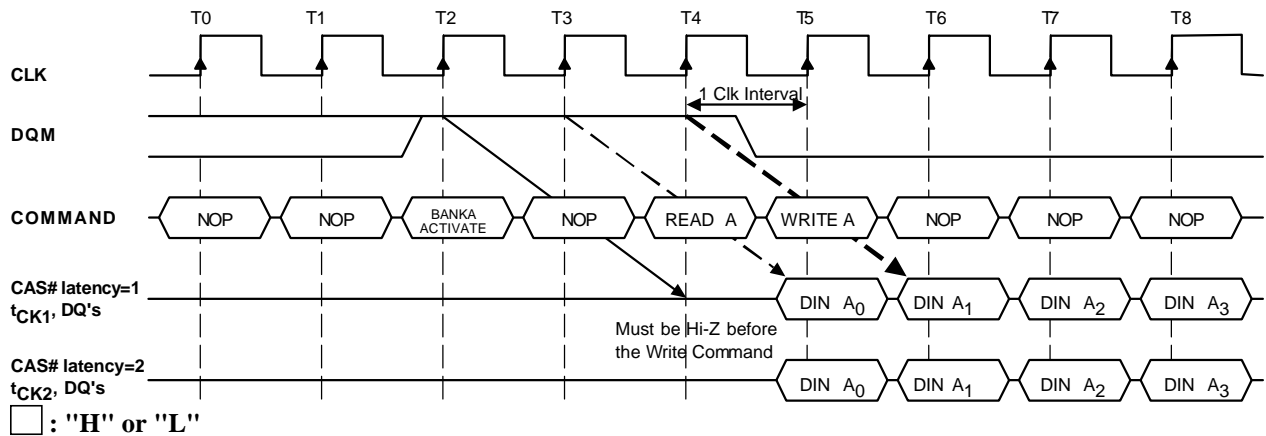 T0 T1 T2 T3 T4 T5 T6 T7 T8
CLK
1 Clk Interval
DQM
COMMAND NOP NOP BANKA ACTIVATE NOP READ A WRITE A NOP NOP NOP
CAS# latency=1
tCK1, DQ's
DIN A0 DIN A1 DIN A2 DIN A3
Must be Hi-Z before
the Write Command
CAS# latency=2
tCK2, DQ's
DIN A0 DIN A1 DIN A2 DIN A3
: "H" or "L"